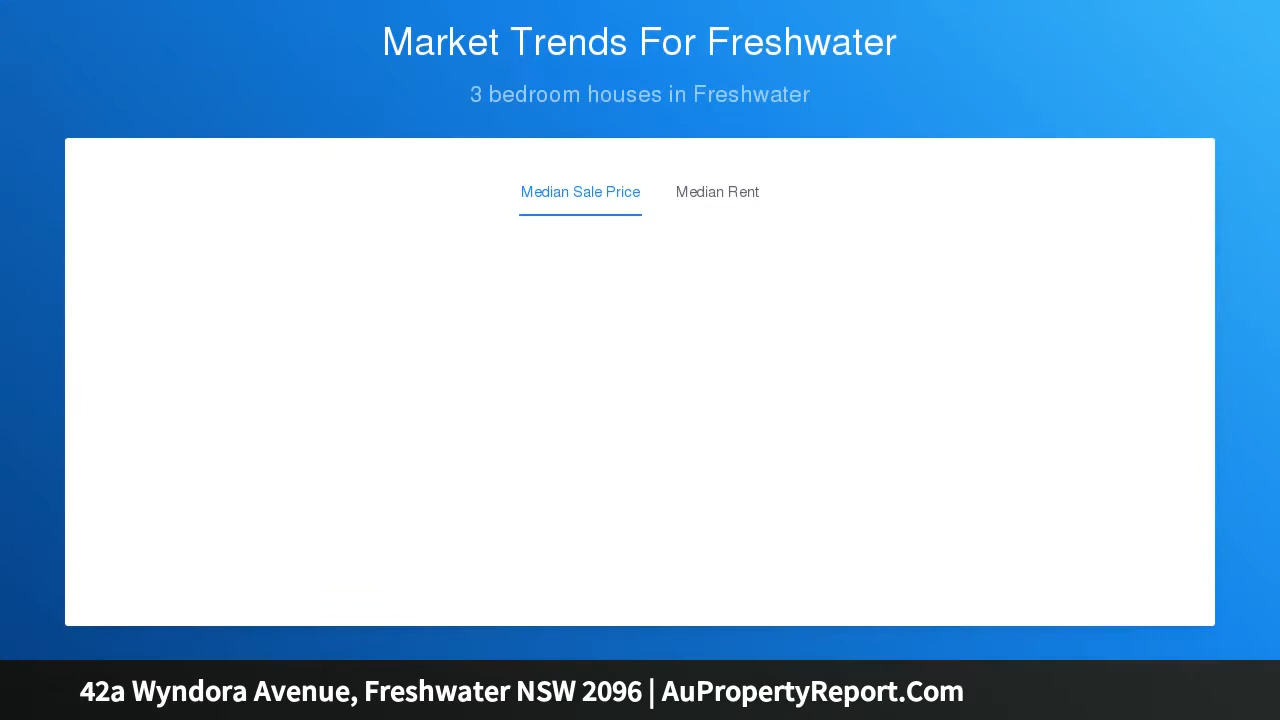 Market Trends For Freshwater
3 bedroom houses in Freshwater
Median Sale Price Median Rent
42a Wyndora Avenue, Freshwater NSW 2096 | AuPropertyReport.Com